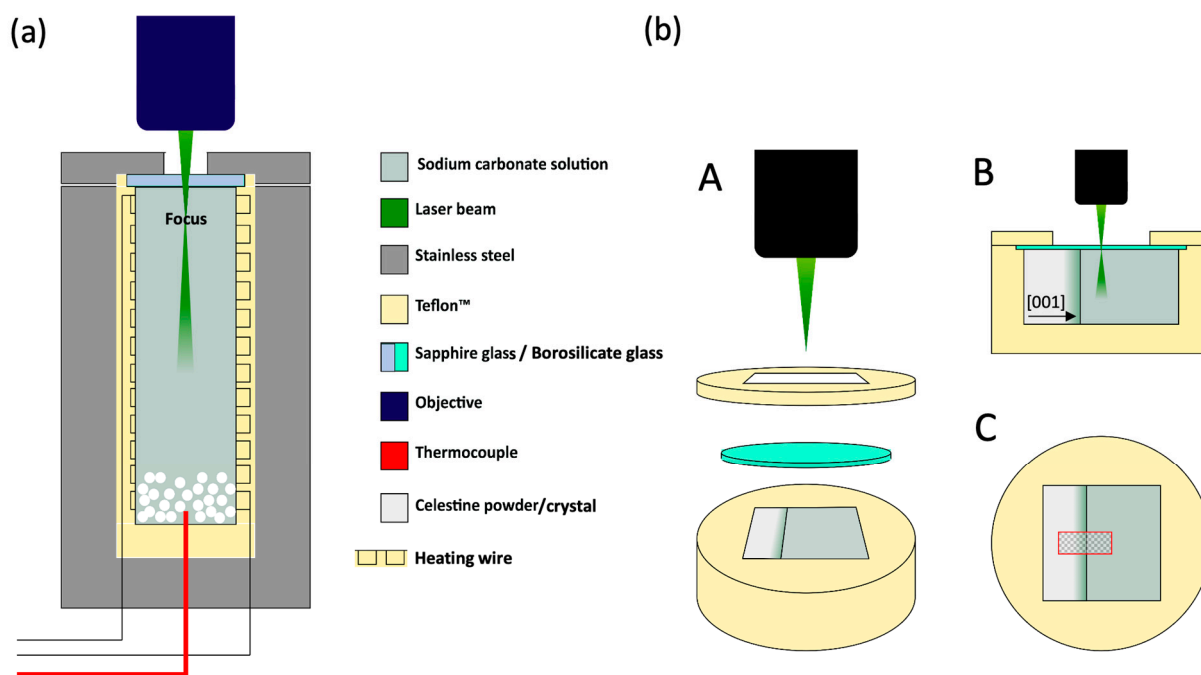 (a)
Focus
Sodium carbonate solution
Laser beam
Stainless steel
Teflon™
Sapphire glass / Borosilicate glass
Objective
Thermocouple
Celestine powder/crystal
Heating wire
(b)
A
B
[001]
C